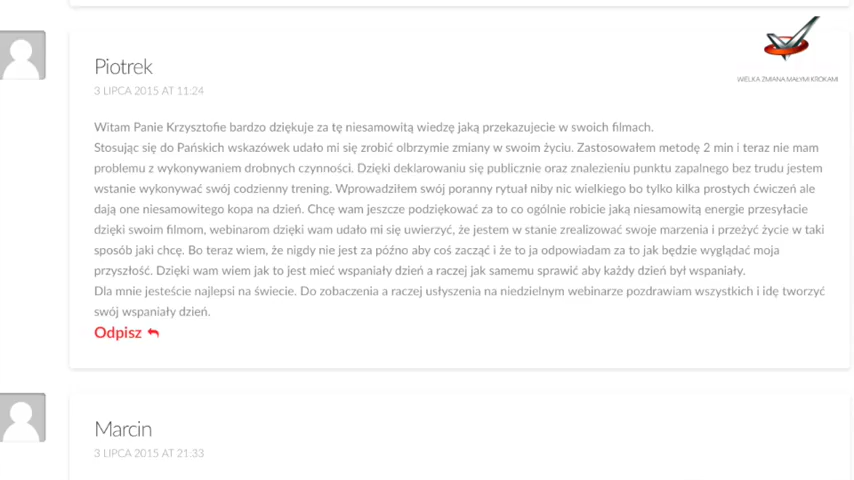 WIELKA ZMIANA MAŁYMI KROKAMI
Piotrek
3 LIPCA 2015 AT 11:24
Witam Panie Krzysztofie bardzo dziękuje za tę niesamowitą wiedzę jaką przekazujecie w swoich filmach.
Stosując się do Pańskich wskazówek udało mi się zrobić olbrzymie zmiany w swoim życiu. Zastosowałem metodę 2 min i teraz nie mam
problemu z wykonywaniem drobnych czynności. Dzięki deklarowaniu się publicznie oraz znalezieniu punktu zapalnego bez trudu jestem
wstanie wykonywać swój codzienny trening. Wprowadziłem swój poranny rytuał niby nic wielkiego bo tylko kilka prostych ćwiczeń ale
dają one niesamowitego kopa na dzień. Chcę wam jeszcze podziękować za to co ogólnie robicie jaką niesamowitą energie przesyłacie
dzięki swoim filmom, webinarom dzięki wam udało mi się uwierzyć, że jestem w stanie zrealizować swoje marzenia i przeżyć życie w taki
sposób jaki chcę. Bo teraz wiem, że nigdy nie jest za późno aby coś zacząć i że to ja odpowiadam za to jak będzie wyglądać moja
przyszłość. Dzięki wam wiem jak to jest mieć wspaniały dzień a raczej jak samemu sprawić aby każdy dzień był wspaniały.
Dla mnie jesteście najlepsi na świecie. Do zobaczenia a raczej usłyszenia na niedzielnym webinarze pozdrawiam wszystkich i idę tworzyć
swój wspaniały dzień.
Odpisz
Marcin
3 LIPCA 2015 AT 21:33